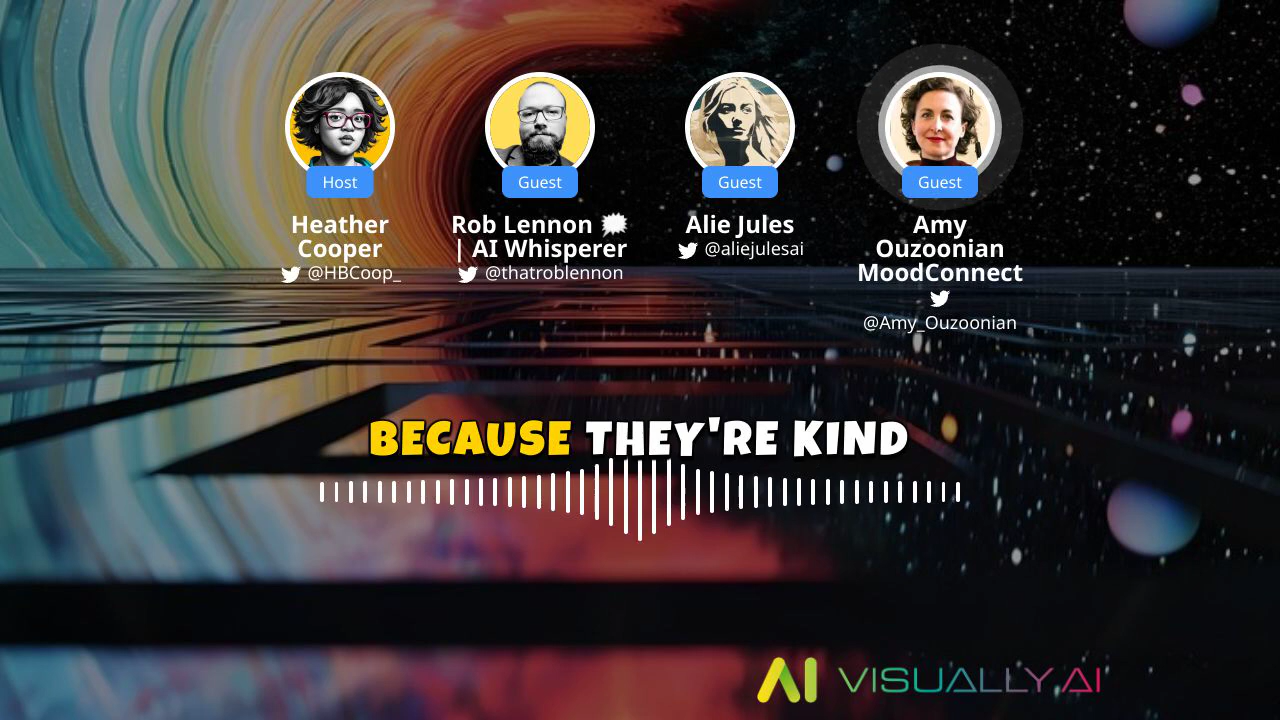 Host
Guest
Guest
Guest
Heather
Cooper
@HBCoop_
Rob Lennon
| AI Whisperer
@thatroblennon
Alie Jules
@aliejulesai
Amy
Ouzoonian
MoodConnect
@Amy_Ouzoonian
BECAUSE THEY'RE KIND
AI VISUALLY AI